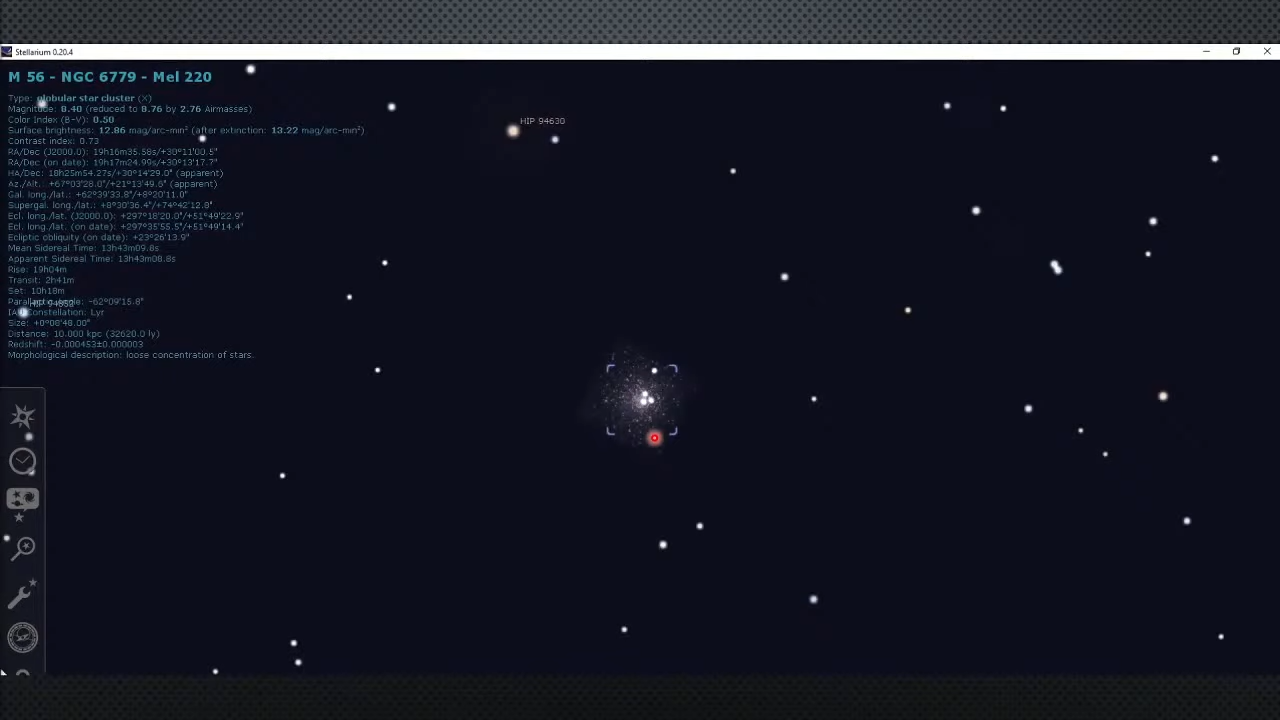 Stellarium 0.20.4
M 56 - NGC 6779 - Mel 220
Type: globular star cluster (X)
Magnitude: 8.40 (reduced to 8.76 by 2.76 Airmasses)
Color Index (B-V): 0.50
Surface brightness: 12.86 mag/arc-min² (after extinction: 13.22 mag/arc-min²)
Contrast index: 0.73
RA/Dec (J2000.0): 19h16m35.58s/+30°11'00.5"
RA/Dec (on date): 19h17m24.99s/+30°13'17.7"
HA/Dec: 18h25m54.27s/+30°14'29.0" (apparent)
Az./Alt.: +67°03'28.0"/+21°13'49.6" (apparent)
Gal. long./lat.: +62°39'33.8"/+8°20'11.0"
Supergal. long./lat.: +8°30'36.4"/+74°42'12.8"
Ecl. long./lat. (J2000.0): +297°18'20.0"/+51°49'22.9"
Ecl. long./lat. (on date): +297°35'55.5"/+51°49'14.4"
Ecliptic obliquity (on date): +23°26'13.9"
Mean Sidereal Time: 13h43m09.8s
Apparent Sidereal Time: 13h43m08.8s
Rise: 19h04m
Transit: 2h41m
Set: 10h18m
Parallactic Angle: -62°09'15.8"
IAU Constellation: Lyr
Size: +0°08'48.00"
Distance: 10.000 kpc (32620.0 ly)
Redshift: -0.000453±0.000003
Morphological description: loose concentration of stars.
HIP 94630